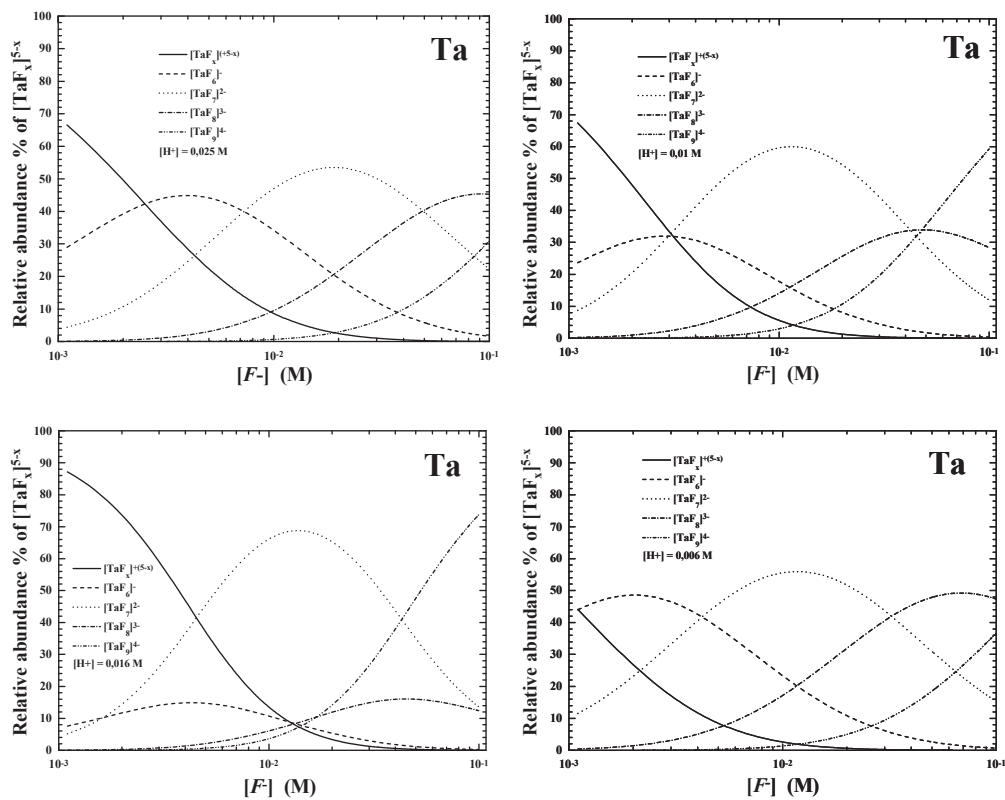 Relative abundance % of [TaFₓ]⁵⁻ˣ
100
90
80
70
60
50
40
30
20
10
0
Ta
[TaFₓ]⁽⁺⁵⁻ˣ⁾
[TaF₆]⁻
[TaF₇]²⁻
[TaF₈]³⁻
[TaF₉]⁴⁻
[H⁺] = 0,025 M
10⁻³ 10⁻² 10⁻¹
[F-] (M)
Relative abundance % of [TaFₓ]⁵⁻ˣ
100
90
80
70
60
50
40
30
20
10
0
Ta
[TaFₓ]⁺⁽⁵⁻ˣ⁾
[TaF₆]⁻
[TaF₇]²⁻
[TaF₈]³⁻
[TaF₉]⁴⁻
[H⁺] = 0,01 M
10⁻³ 10⁻² 10⁻¹
[F⁻] (M)
Relative abundance % of [TaFₓ]⁵⁻ˣ
100
90
80
70
60
50
40
30
20
10
0
Ta
[TaFₓ]⁺⁽⁵⁻ˣ⁾
[TaF₆]⁻
[TaF₇]²⁻
[TaF₈]³⁻
[TaF₉]⁴⁻
[H+] = 0,016 M
10⁻³ 10⁻² 10⁻¹
[F⁻] (M)
Relative abundance % of [TaFₓ]⁵⁻ˣ
100
90
80
70
60
50
40
30
20
10
0
Ta
[TaFₓ]⁺⁽⁵⁻ˣ⁾
[TaF₆]⁻
[TaF₇]²⁻
[TaF₈]³⁻
[TaF₉]⁴⁻
[H+] = 0,006 M
10⁻³ 10⁻² 10⁻¹
[F⁻] (M)